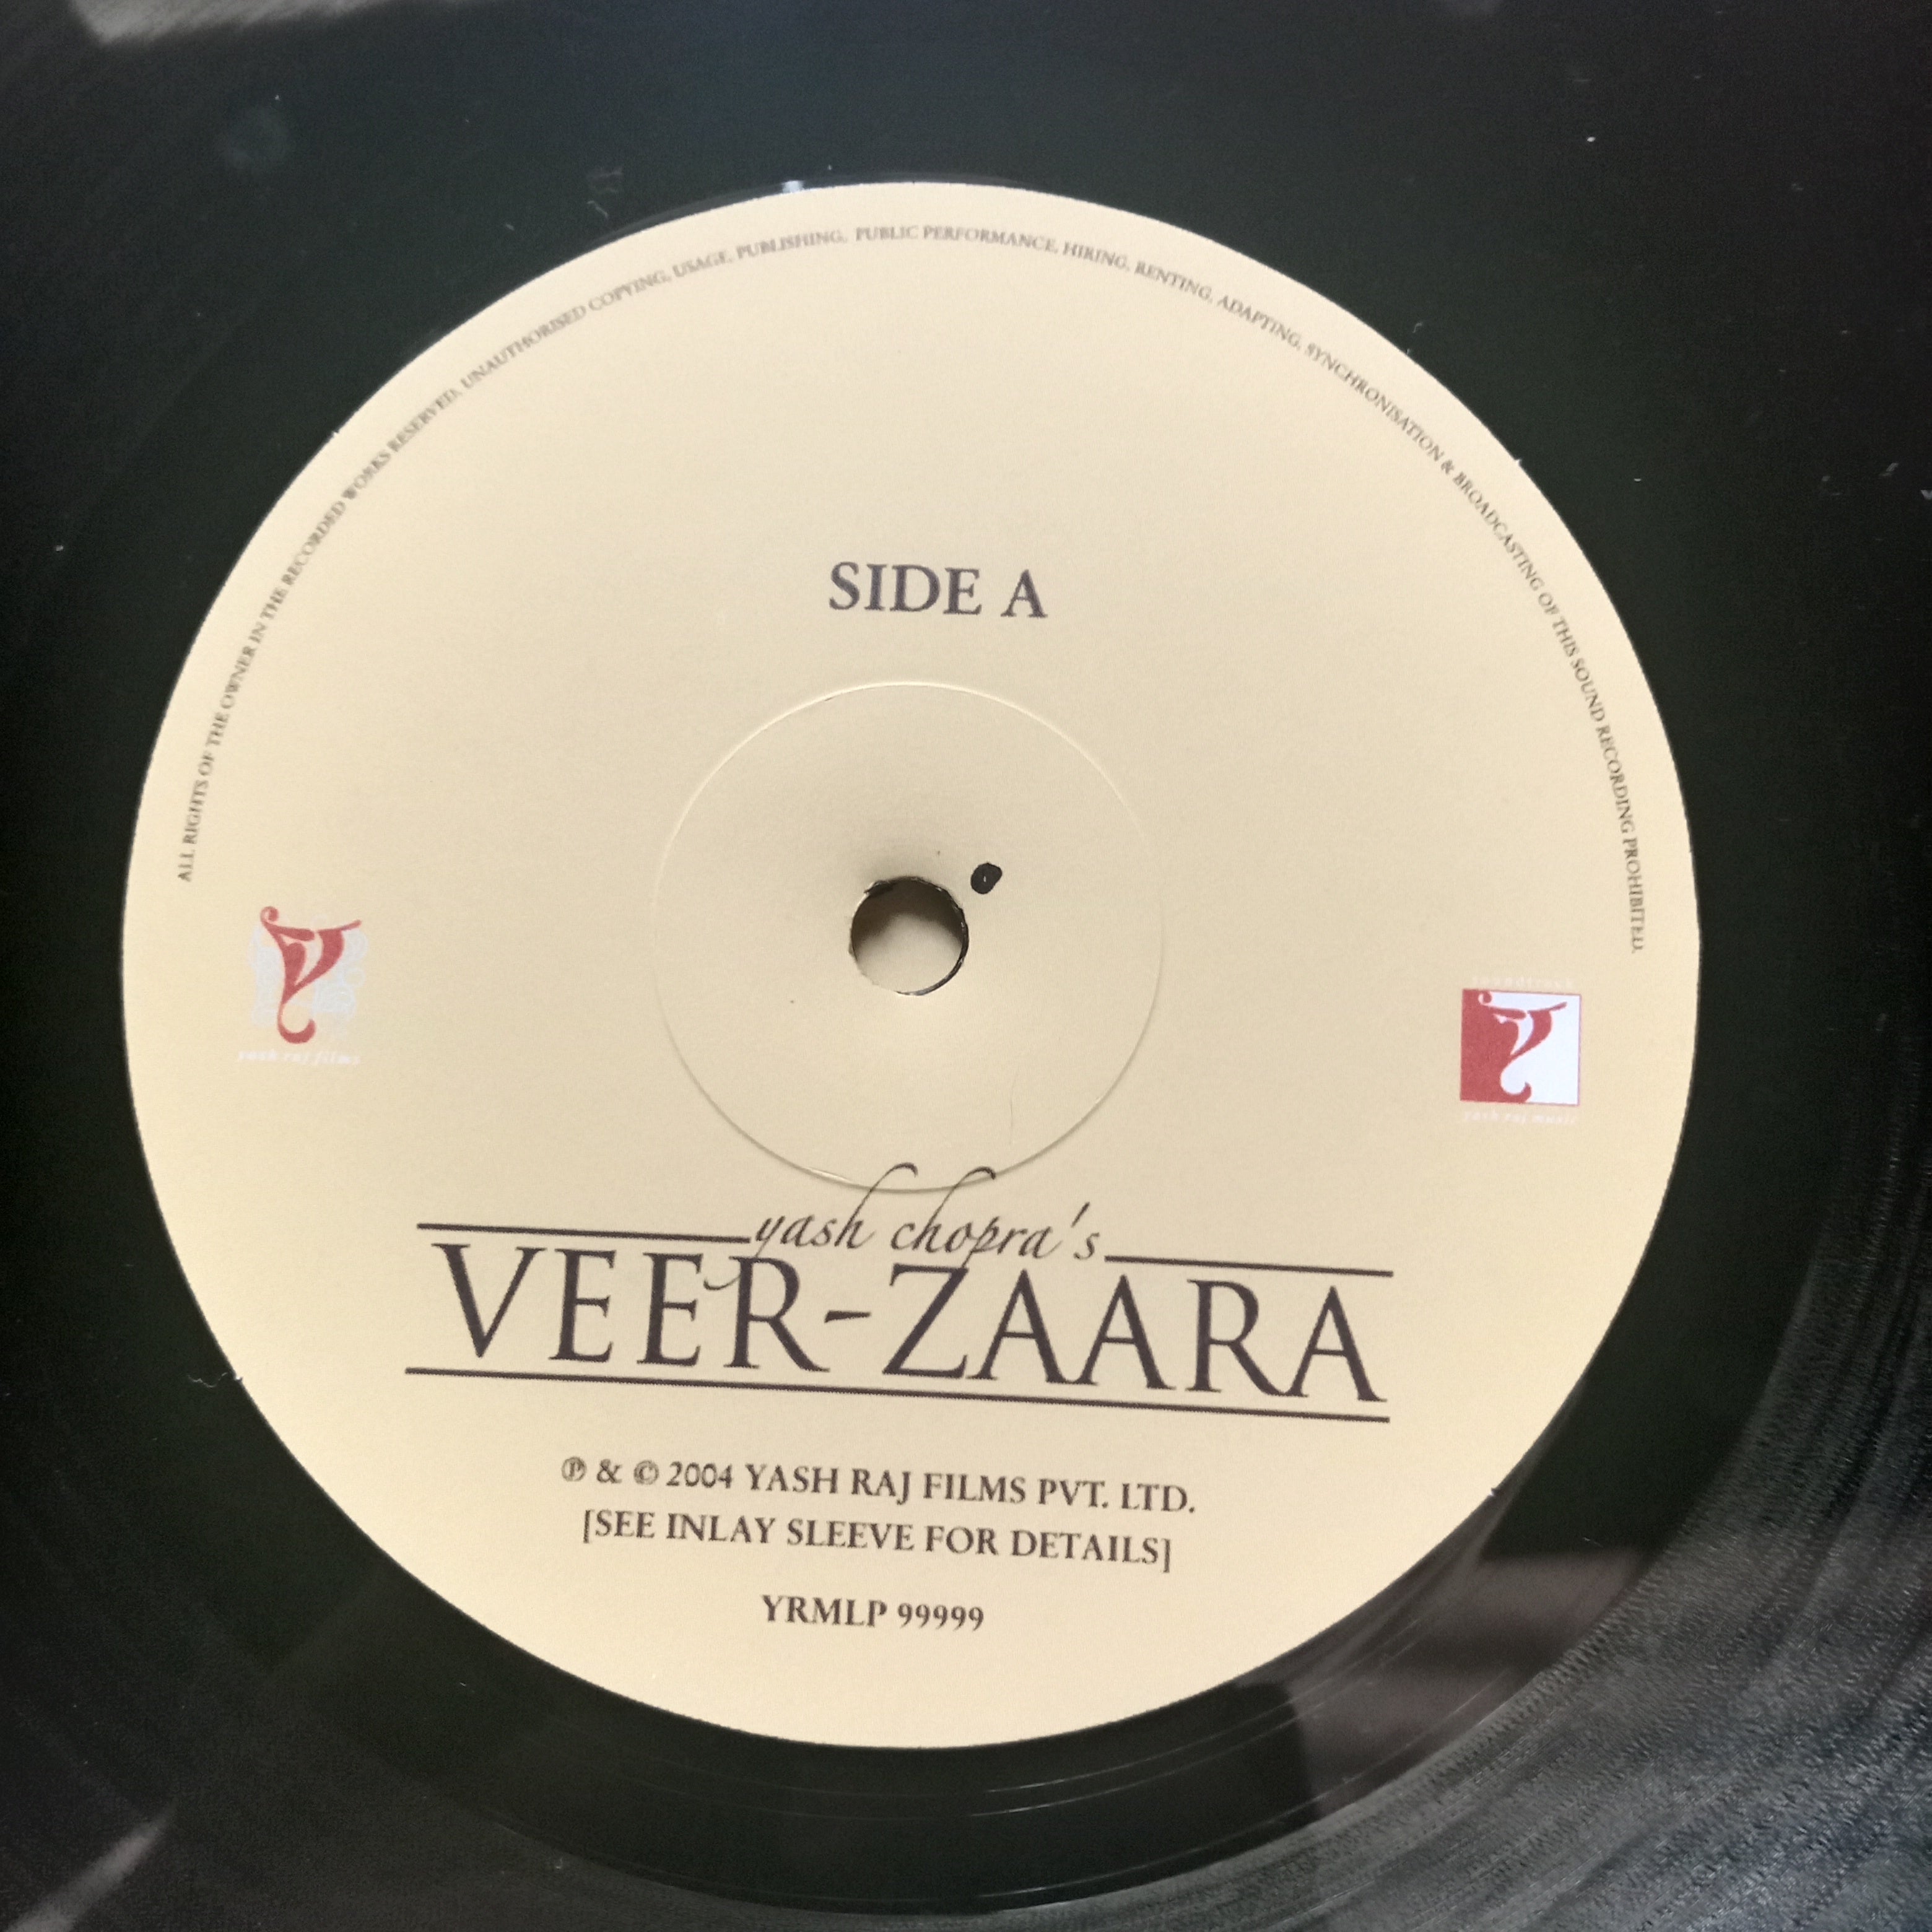 ALL RIGHTS OF THE OWNER IN THE RECORDED WORKS RESERVED. UNAUTHORISED COPYING, USAGE, PUBLISHING, PUBLIC PERFORMANCE, HIRING, RENTING, ADAPTING, SYNCHRONISATION & BROADCASTING OF THIS SOUND RECORDING PROHIBITED.
SIDE A
yash raj films
soundtrack
yash raj music
yash chopra's
VEER-ZAARA
℗ & © 2004 YASH RAJ FILMS PVT. LTD.
[SEE INLAY SLEEVE FOR DETAILS]
YRMLP 99999